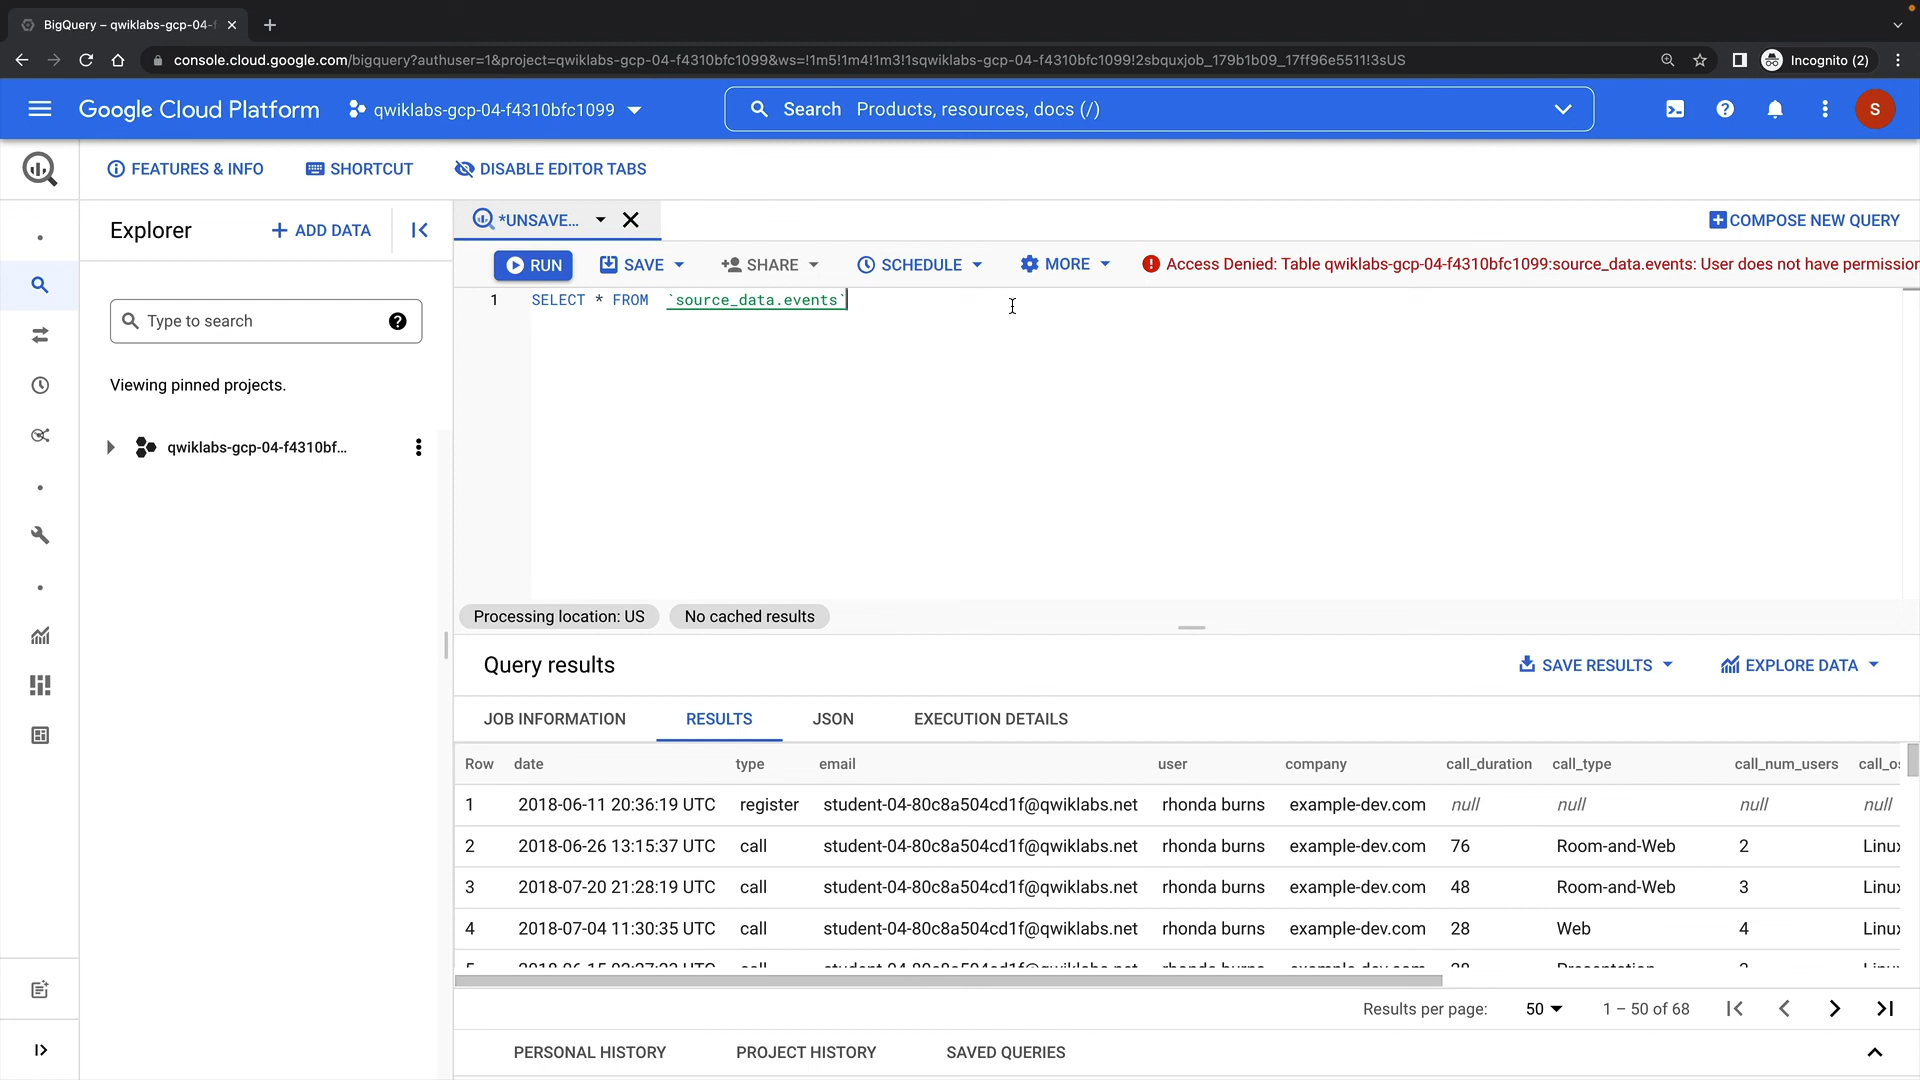 BigQuery – qwiklabs-gcp-04-f
console.cloud.google.com/bigquery?authuser=1&project=qwiklabs-gcp-04-f4310bfc1099&ws=!1m5!1m4!1m3!1sqwiklabs-gcp-04-f4310bfc1099!2sbquxjob_179b1b09_17ff96e5511!3sUS
Incognito (2)
Google Cloud Platform
qwiklabs-gcp-04-f4310bfc1099
Search Products, resources, docs (/)
S
FEATURES & INFO
SHORTCUT
DISABLE EDITOR TABS
Explorer
+ ADD DATA
*UNSAVE...
COMPOSE NEW QUERY
RUN
SAVE
SHARE
SCHEDULE
MORE
Access Denied: Table qwiklabs-gcp-04-f4310bfc1099:source_data.events: User does not have permission
1 SELECT * FROM `source_data.events`
Type to search
Viewing pinned projects.
qwiklabs-gcp-04-f4310bf...
Processing location: US
No cached results
Query results
SAVE RESULTS
EXPLORE DATA
JOB INFORMATION
RESULTS
JSON
EXECUTION DETAILS
Row date type email user company call_duration call_type call_num_users call_os
1 2018-06-11 20:36:19 UTC register student-04-80c8a504cd1f@qwiklabs.net rhonda burns example-dev.com null null null null
2 2018-06-26 13:15:37 UTC call student-04-80c8a504cd1f@qwiklabs.net rhonda burns example-dev.com 76 Room-and-Web 2 Linux
3 2018-07-20 21:28:19 UTC call student-04-80c8a504cd1f@qwiklabs.net rhonda burns example-dev.com 48 Room-and-Web 3 Linux
4 2018-07-04 11:30:35 UTC call student-04-80c8a504cd1f@qwiklabs.net rhonda burns example-dev.com 28 Web 4 Linux
Results per page: 50 1 – 50 of 68
PERSONAL HISTORY
PROJECT HISTORY
SAVED QUERIES